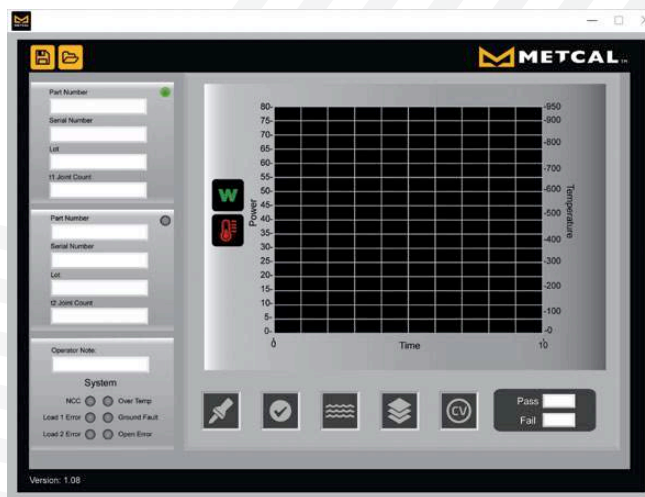 METCAL
METCAL TM
Part Number
Serial Number
Lot
t1 Joint Count
Part Number
Serial Number
Lot
t2 Joint Count
Operator Note:
System
NCC Over Temp
Load 1 Error Ground Fault
Load 2 Error Open Error
W
Power
80-
75-
70-
65-
60-
55-
50-
45-
40-
35-
30-
25-
20-
15-
10-
5-
0-
-950
-900
-800
-700
-600
-500
-400
-300
-200
-100
-0
Temperature
0
Time
10
CV
Pass
Fail
Version: 1.08